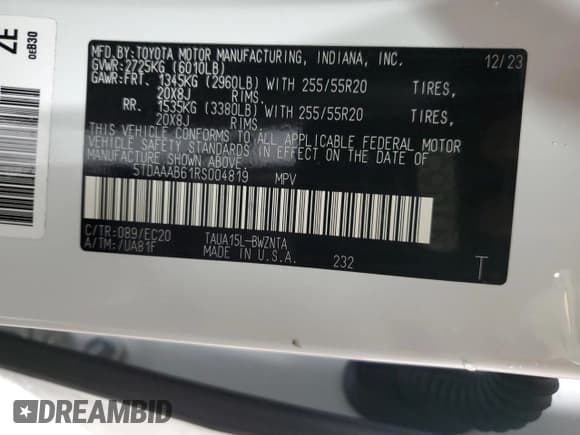 2E
0EB30
MFD.BY:TOYOTA MOTOR MANUFACTURING, INDIANA, INC. 12/23
GVWR:2725KG (6010LB)
GAWR:FRT. 1345KG (2960LB) WITH 255/55R20 TIRES,
20X8J RIMS.
RR. 1535KG (3380LB) WITH 255/55R20 TIRES,
20X8J RIMS.
THIS VEHICLE CONFORMS TO ALL APPLICABLE FEDERAL MOTOR
VEHICLE SAFETY STANDARDS IN EFFECT ON THE DATE OF
MANUFACTURE SHOWN ABOVE.
5TDAAAB61RS004819 MPV
C/TR:089/EC20 TAUA15L-BWZNTA
A/TM:/UA81F MADE IN U.S.A. 232 T
DREAMBID